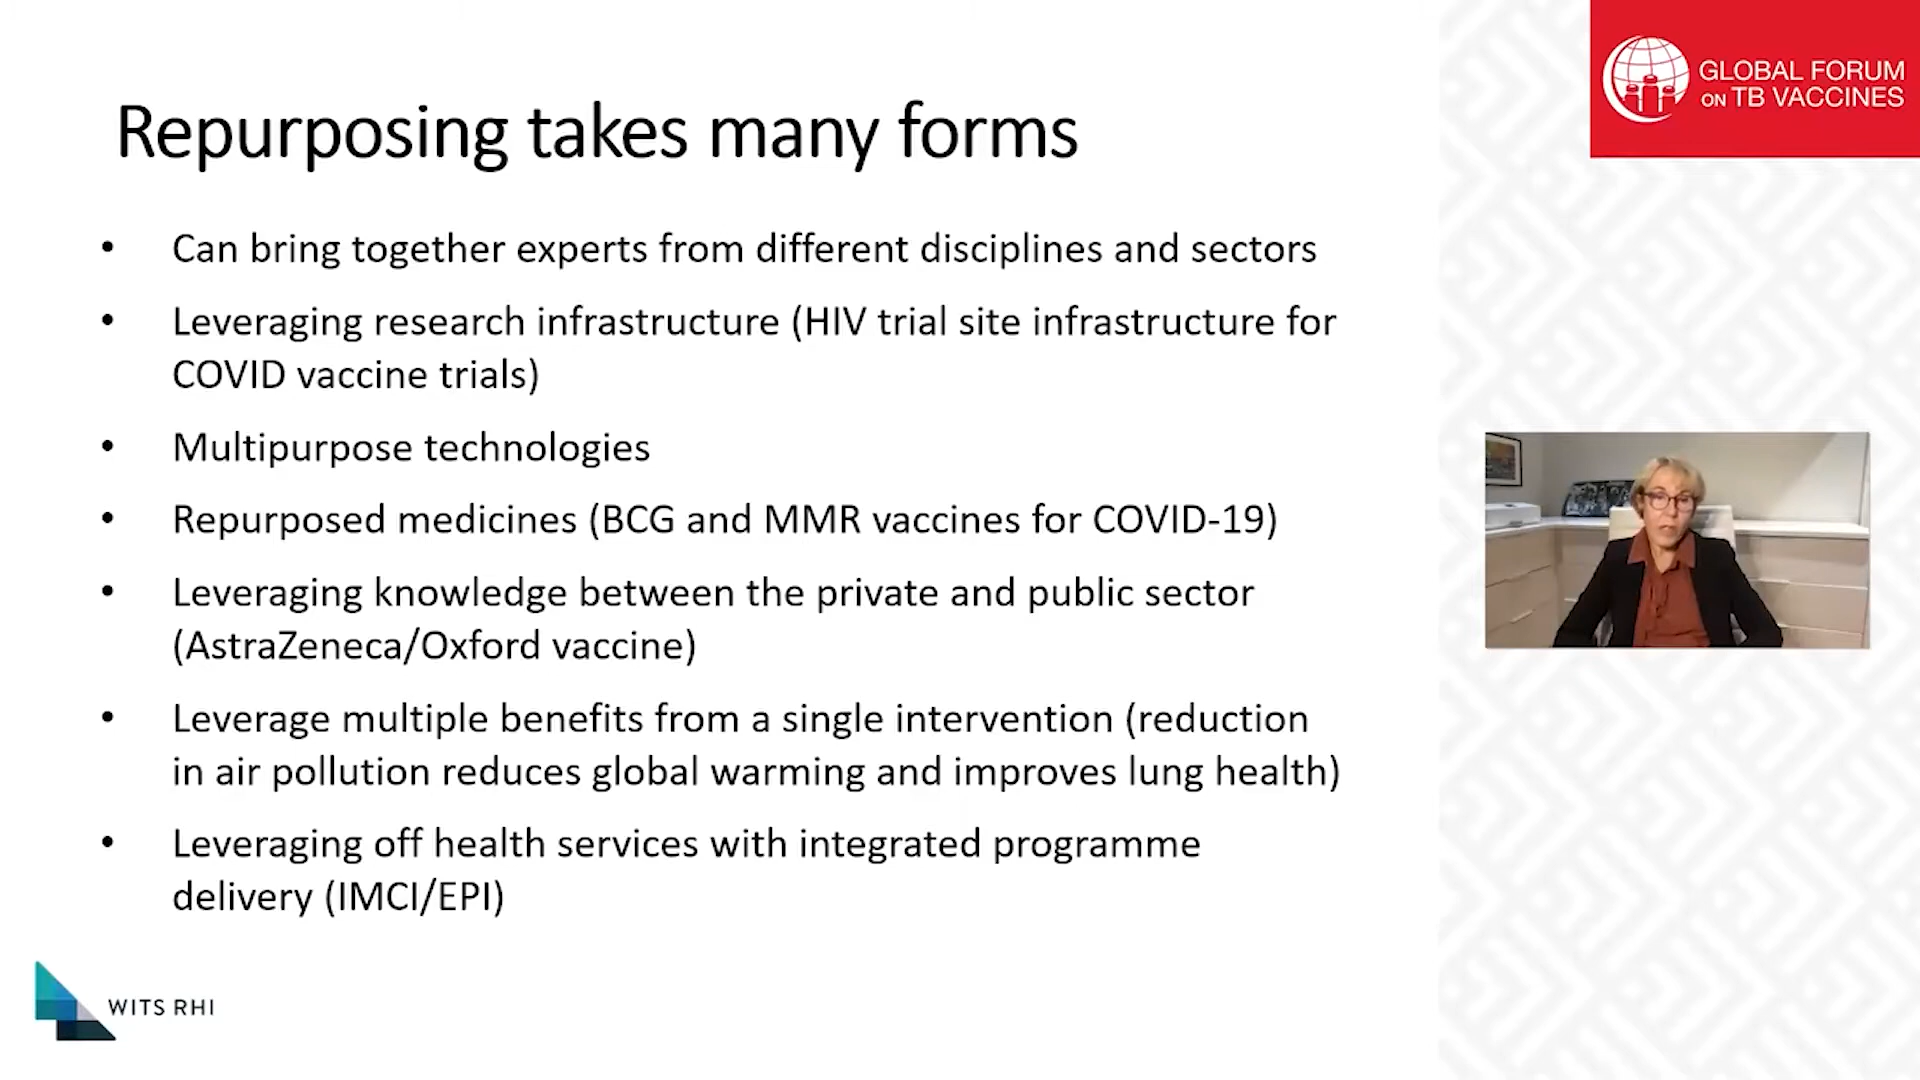 GLOBAL FORUM
ON TB VACCINES
Repurposing takes many forms
• Can bring together experts from different disciplines and sectors
• Leveraging research infrastructure (HIV trial site infrastructure for
COVID vaccine trials)
• Multipurpose technologies
• Repurposed medicines (BCG and MMR vaccines for COVID-19)
• Leveraging knowledge between the private and public sector
(AstraZeneca/Oxford vaccine)
• Leverage multiple benefits from a single intervention (reduction
in air pollution reduces global warming and improves lung health)
• Leveraging off health services with integrated programme
delivery (IMCI/EPI)
WITS RHI